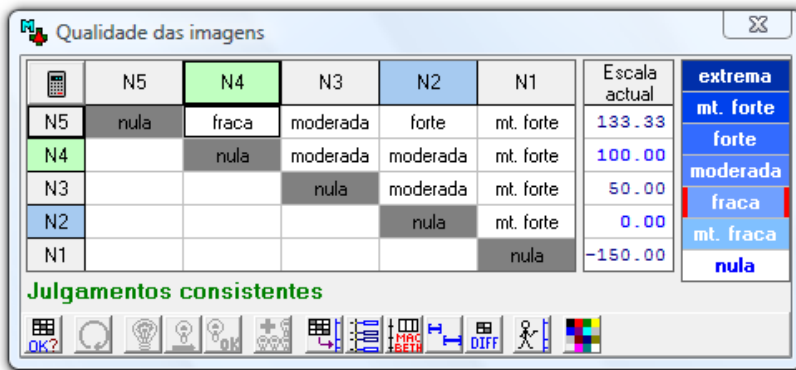 Qualidade das imagens
N5 N4 N3 N2 N1 Escala actual
N5 nula fraca moderada forte mt. forte 133.33
N4 nula moderada moderada mt. forte 100.00
N3 nula moderada mt. forte 50.00
N2 nula mt. forte 0.00
N1 nula -150.00
extrema
mt. forte
forte
moderada
fraca
mt. fraca
nula
Julgamentos consistentes
OK? OK MAC BETH DIFF